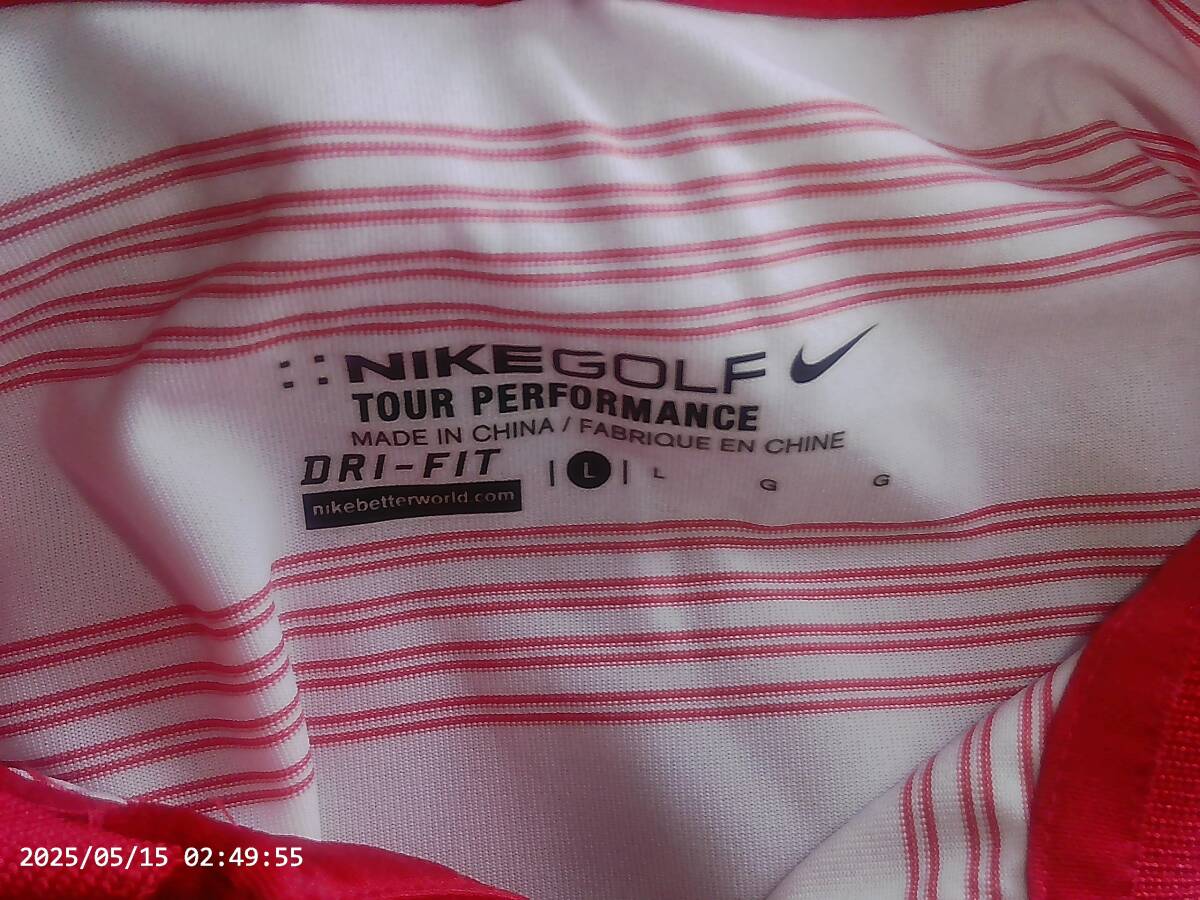 NIKEGOLF
TOUR PERFORMANCE
MADE IN CHINA / FABRIQUE EN CHINE
DRI-FIT | L | L G G
nikebetterworld.com
2025/05/15 02:49:55